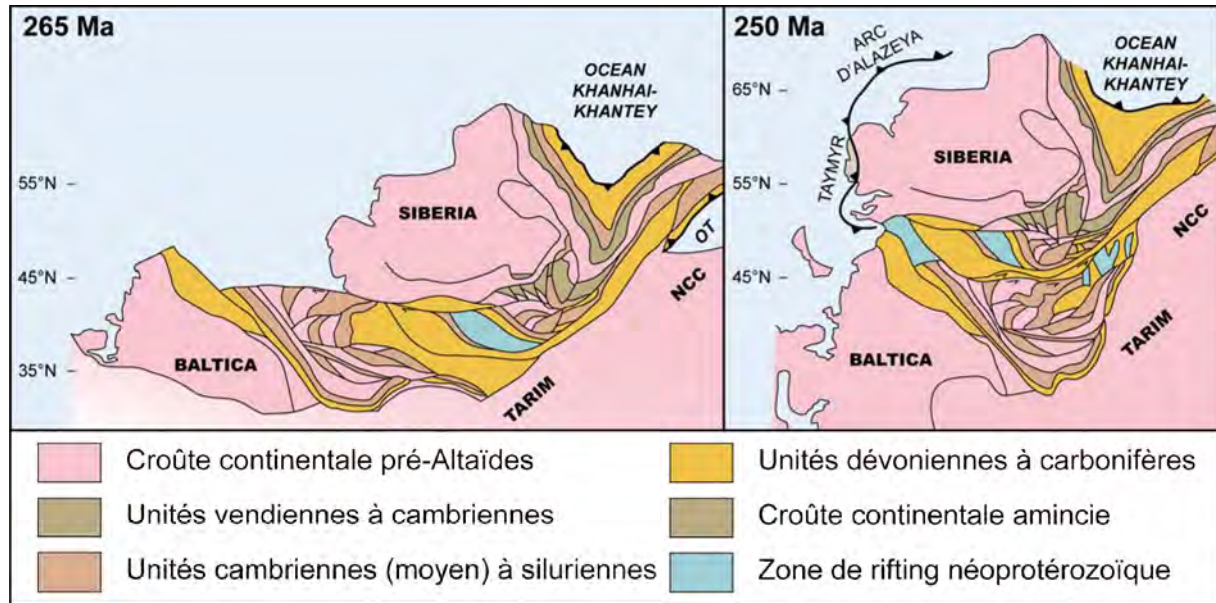 265 Ma
OCEAN
KHANHAI-
KHANTEY
55°N
SIBERIA
45°N
OT
NCC
35°N
BALTICA
TARIM
250 Ma
ARC
D'ALAZEYA
OCEAN
KHANHAI-
KHANTEY
65°N
TAYMYR
SIBERIA
55°N
NCC
45°N
BALTICA
TARIM
Croûte continentale pré-Altaïdes
Unités vendiennes à cambriennes
Unités cambriennes (moyen) à siluriennes
Unités dévoniennes à carbonifères
Croûte continentale amincie
Zone de rifting néoprotérozoïque